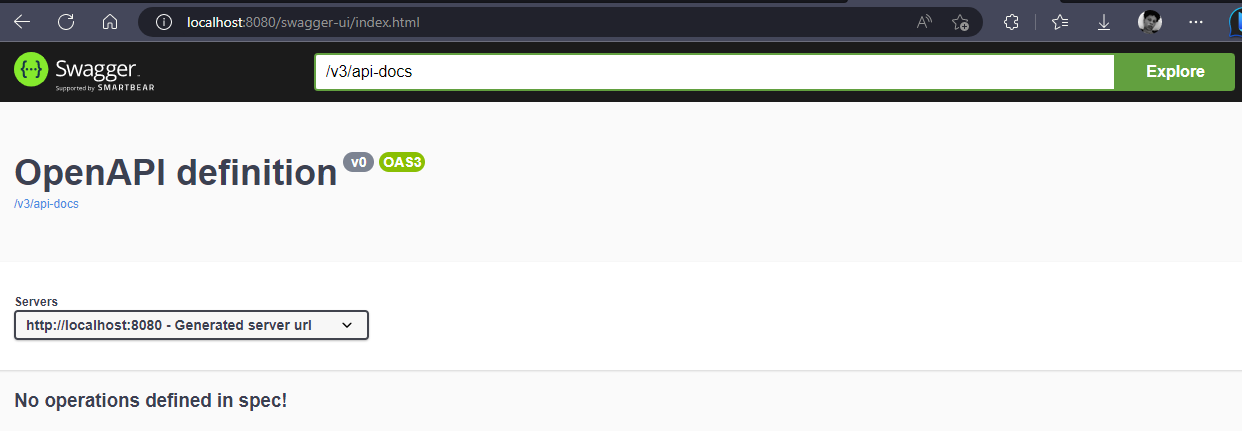 localhost:8080/swagger-ui/index.html
Swagger.
Supported by SMARTBEAR
/v3/api-docs
Explore
OpenAPI definition v0 OAS3
/v3/api-docs
Servers
http://localhost:8080 - Generated server url
No operations defined in spec!